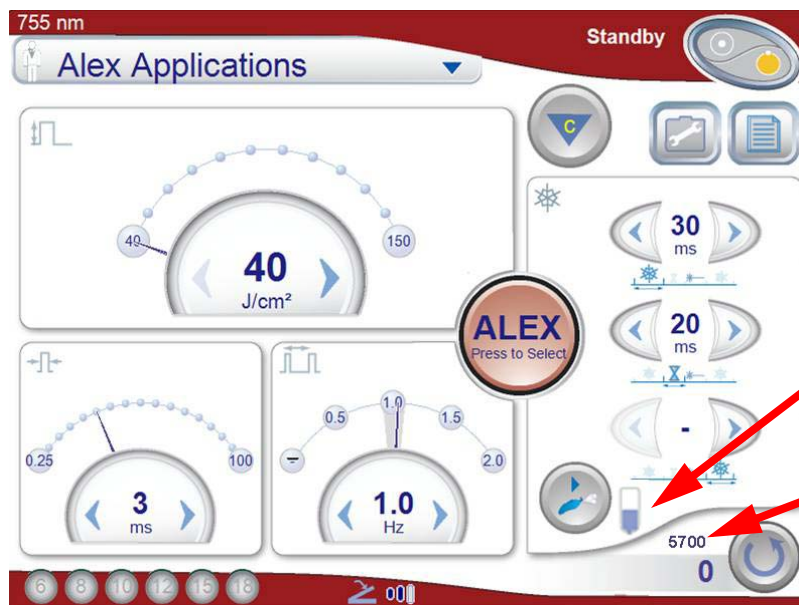 755 nm
Standby
Alex Applications
C
40
150
40
J/cm²
30
ms
20
ms
-
ALEX
Press to Select
0.25
100
3
ms
0.5
1.0
1.5
2.0
1.0
Hz
5700
0
6 8 10 12 15 18